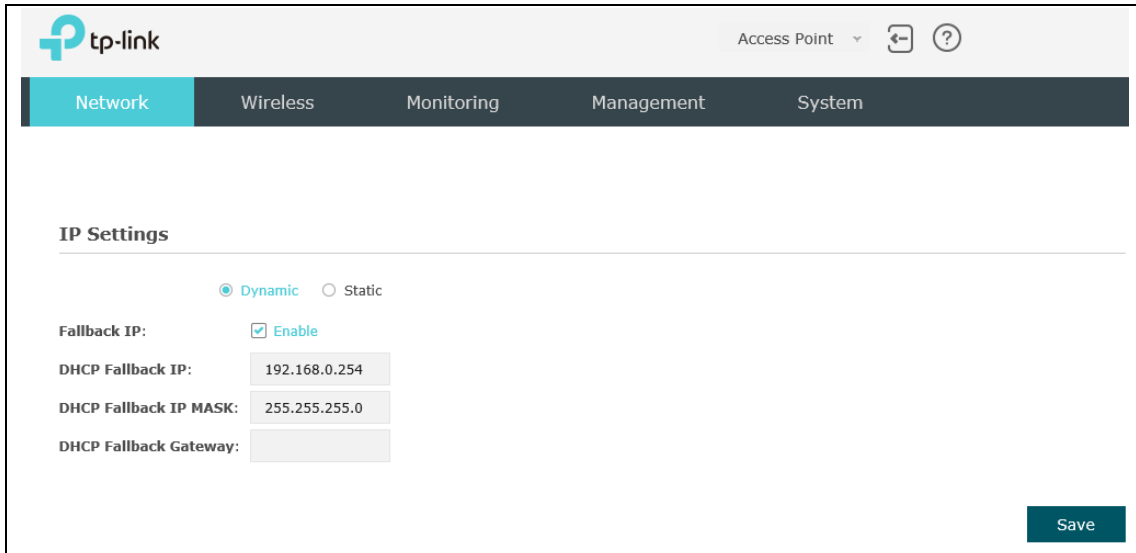 tp-link
Access Point
Network Wireless Monitoring Management System
IP Settings
Dynamic Static
Fallback IP: Enable
DHCP Fallback IP: 192.168.0.254
DHCP Fallback IP MASK: 255.255.255.0
DHCP Fallback Gateway:
Save